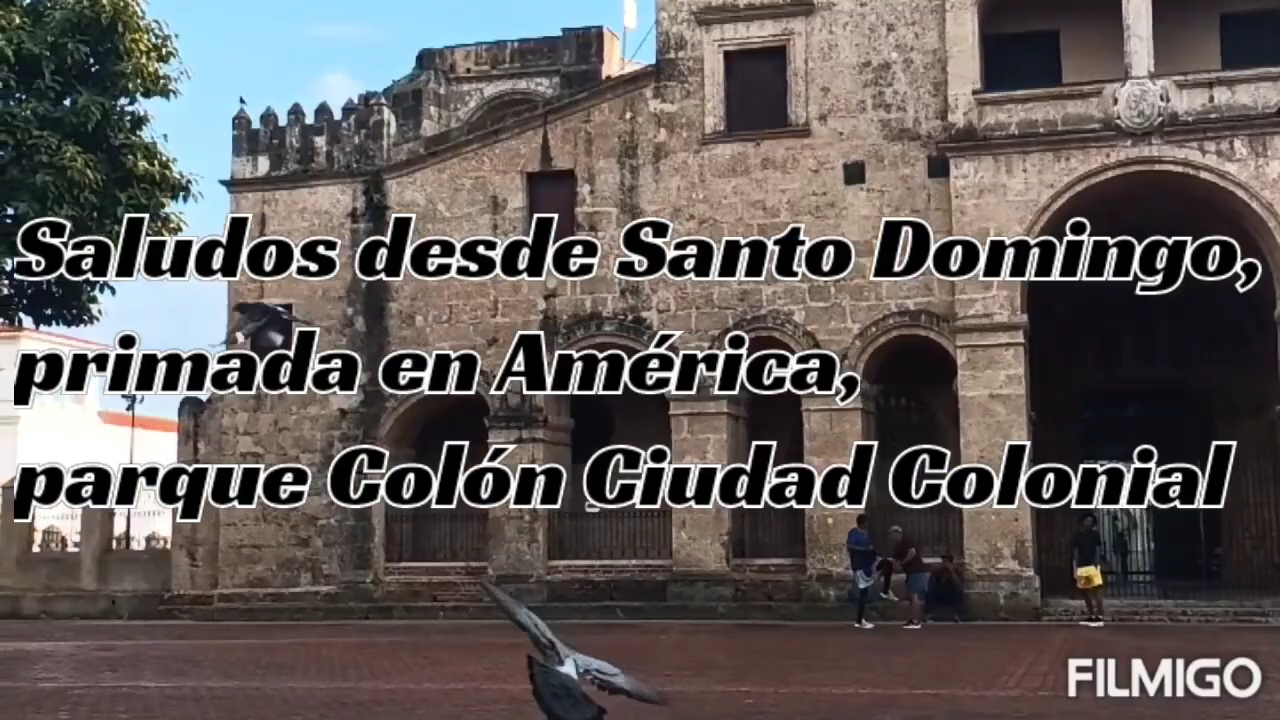 Saludos desde Santo Domingo,
primada en América,
parque Colón Ciudad Colonial
FILMIGO